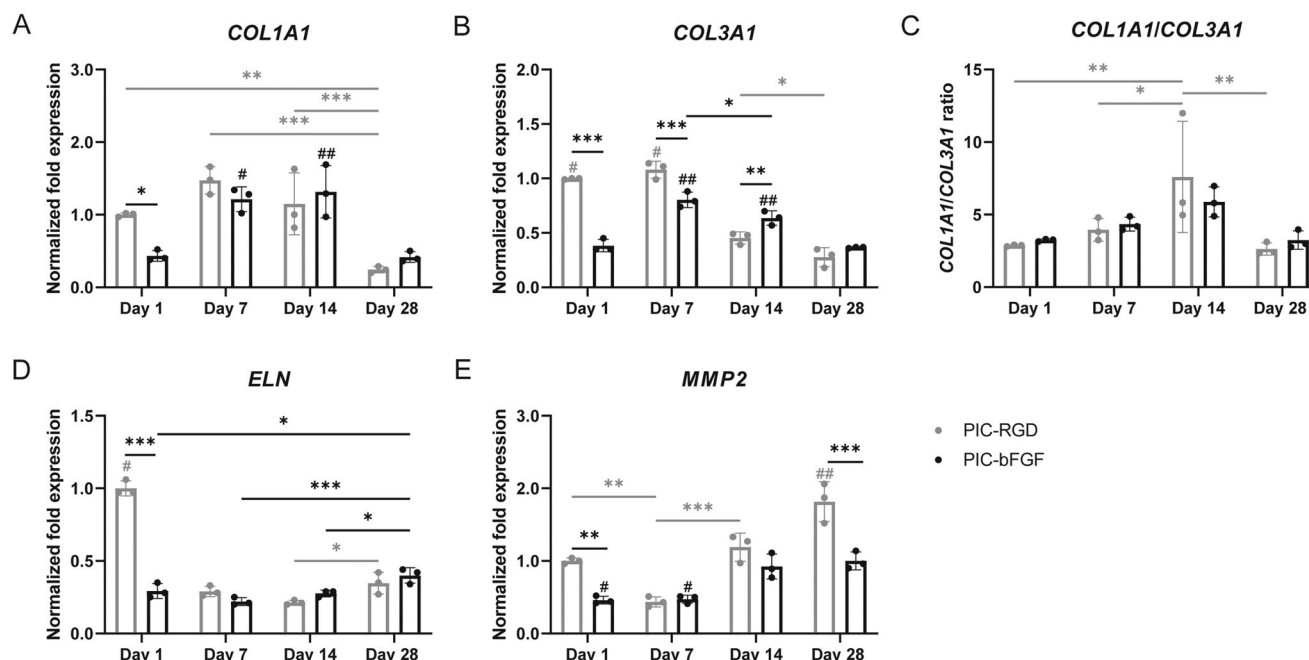 A
COL1A1
Normalized fold expression
3.0
2.0
1.0
0.0
**
***
***
*
#
##
Day 1 Day 7 Day 14 Day 28
B
COL3A1
Normalized fold expression
2.0
1.5
1.0
0.5
0.0
*
*
***
***
**
#
#
##
##
Day 1 Day 7 Day 14 Day 28
C
COL1A1/COL3A1
COL1A1/COL3A1 ratio
15
10
5
0
**
**
*
Day 1 Day 7 Day 14 Day 28
D
ELN
Normalized fold expression
1.5
1.0
0.5
0.0
*
***
#
***
*
*
Day 1 Day 7 Day 14 Day 28
E
MMP2
Normalized fold expression
3.0
2.0
1.0
0.0
**
***
***
**
#
#
##
Day 1 Day 7 Day 14 Day 28
PIC-RGD
PIC-bFGF